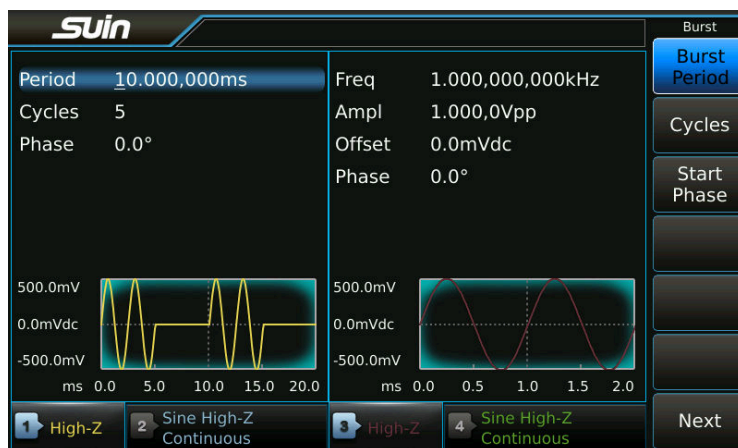 SUin
Burst
Burst Period
Period 10.000,000ms
Cycles 5
Phase 0.0°
Freq 1.000,000,000kHz
Ampl 1.000,0Vpp
Offset 0.0mVdc
Phase 0.0°
Cycles
Start Phase
500.0mV
0.0mVdc
-500.0mV
ms 0.0 5.0 10.0 15.0 20.0
500.0mV
0.0mVdc
-500.0mV
ms 0.0 0.5 1.0 1.5 2.0
1 High-Z
2 Sine High-Z
Continuous
3 High-Z
4 Sine High-Z
Continuous
Next